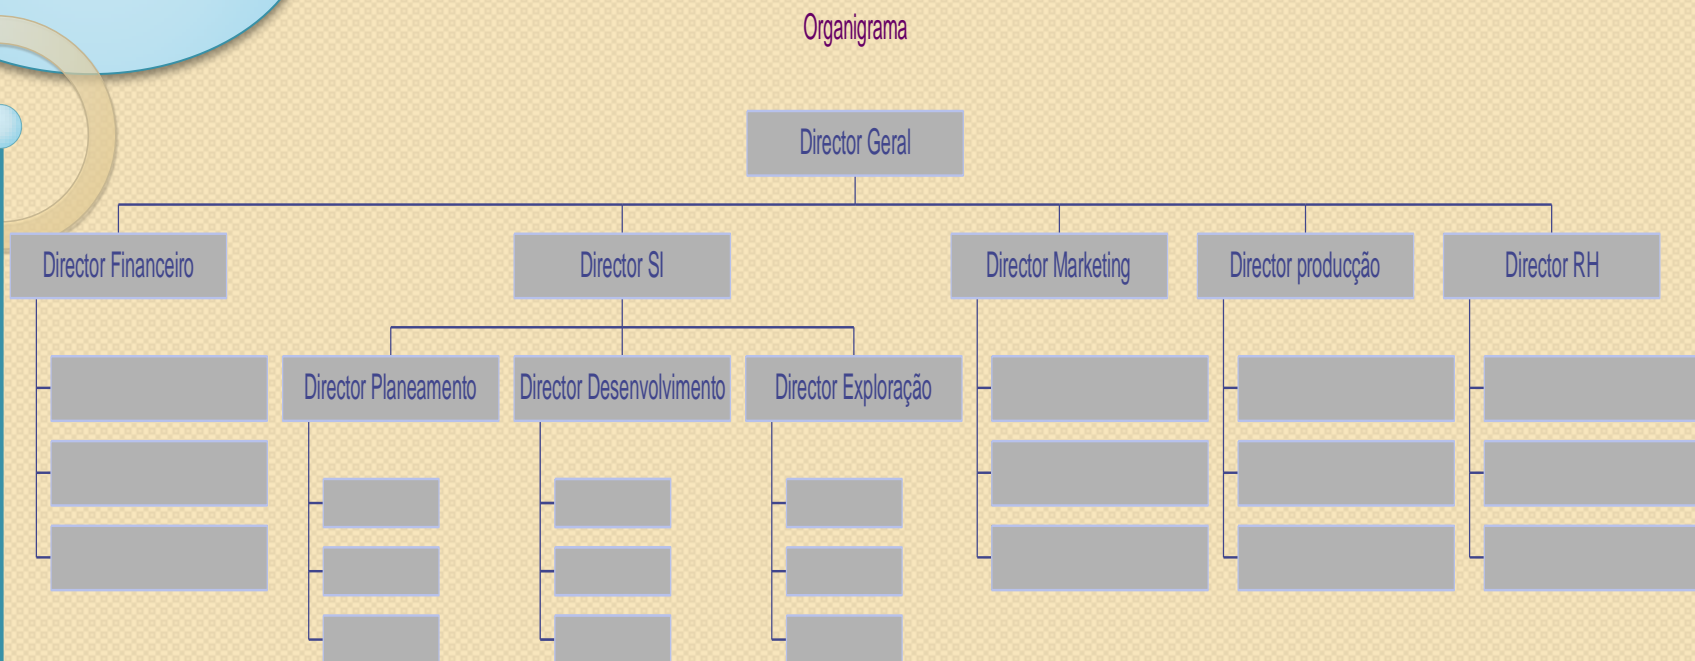 Organigrama
Director Geral
Director Financeiro
Director SI
Director Marketing
Director producção
Director RH
Director Planeamento
Director Desenvolvimento
Director Exploração